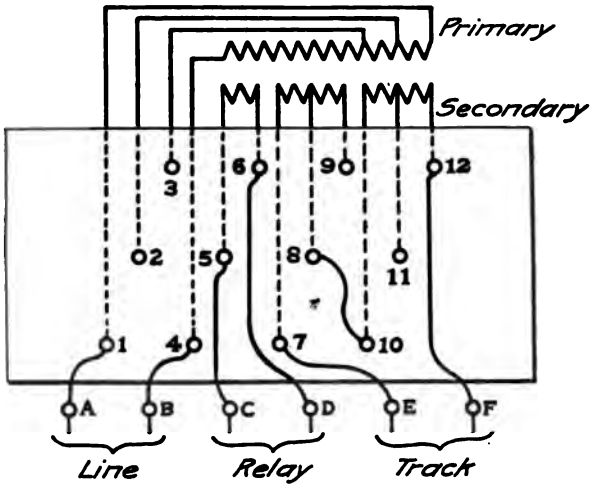 Primary
Secondary
3 6 9 12
2 5 8 11
1 4 7 10
A B C D E F
Line Relay Track